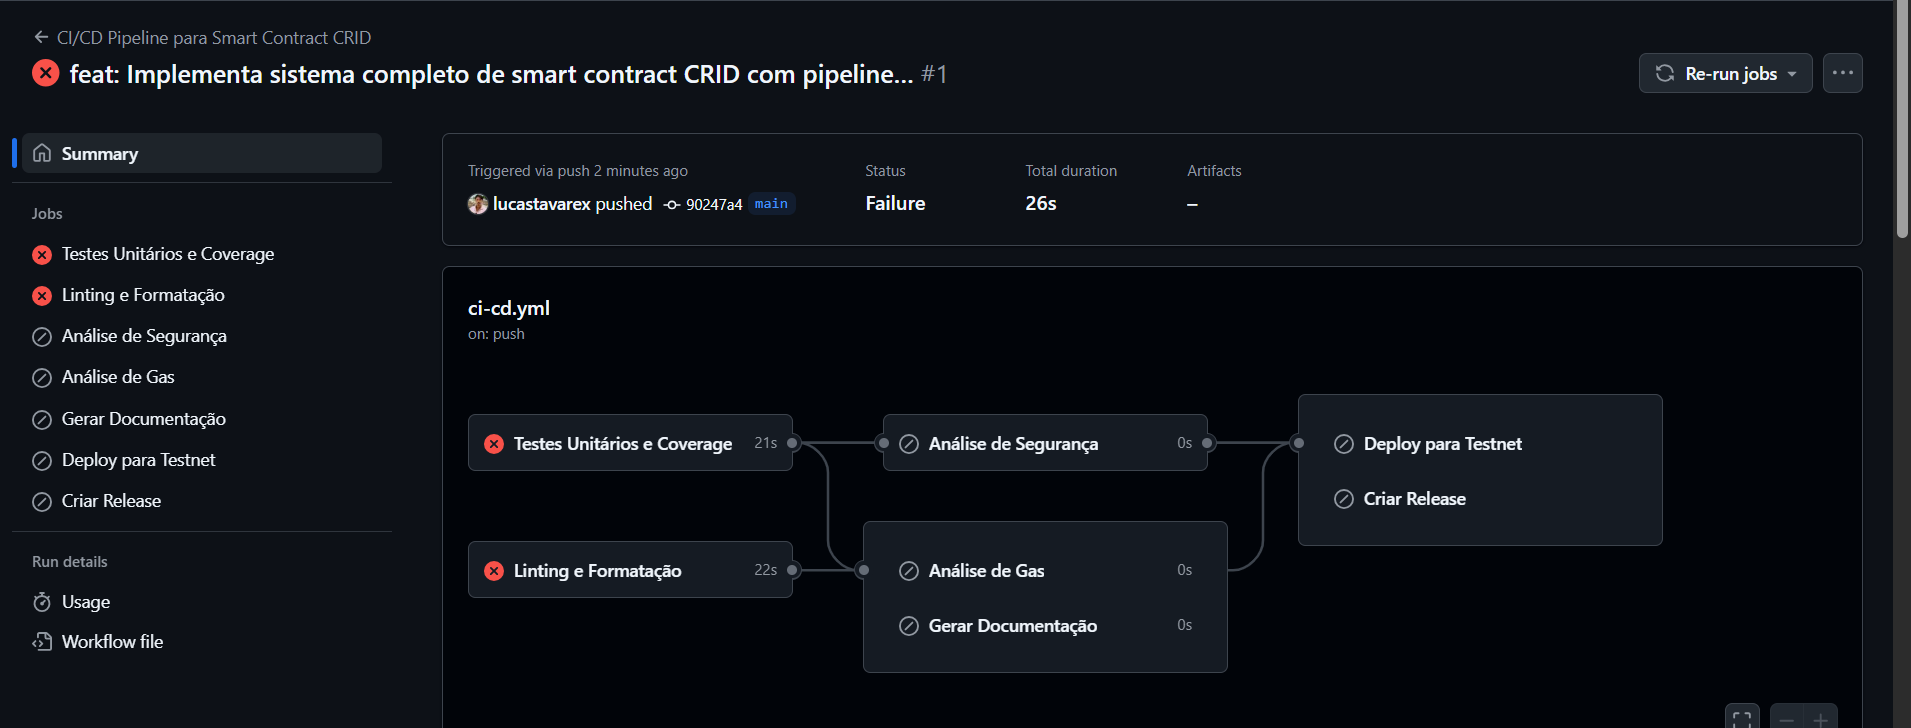 CI/CD Pipeline para Smart Contract CRID
feat: Implementa sistema completo de smart contract CRID com pipeline... #1
Re-run jobs
Summary
Jobs
Testes Unitários e Coverage
Linting e Formatação
Análise de Segurança
Análise de Gas
Gerar Documentação
Deploy para Testnet
Criar Release
Run details
Usage
Workflow file
Triggered via push 2 minutes ago
lucastavarex pushed 90247a4 main
Status
Failure
Total duration
26s
Artifacts
–
ci-cd.yml
on: push
Testes Unitários e Coverage 21s
Linting e Formatação 22s
Análise de Segurança 0s
Análise de Gas 0s
Gerar Documentação 0s
Deploy para Testnet
Criar Release